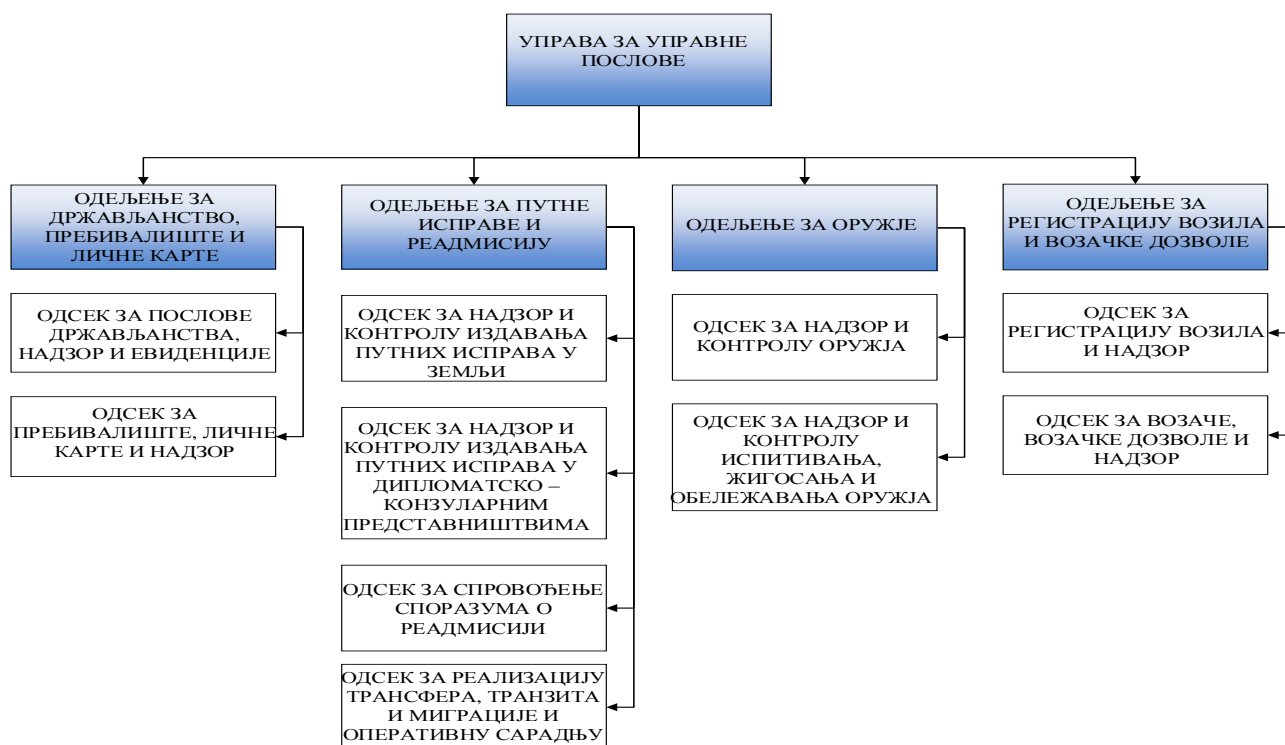 УПРАВА ЗА УПРАВНЕ
ПОСЛОВЕ
ОДЕЉЕЊЕ ЗА
ДРЖАВЉАНСТВО,
ПРЕБИВАЛИШТЕ И
ЛИЧНЕ КАРТЕ
ОДСЕК ЗА ПОСЛОВЕ
ДРЖАВЉАНСТВА,
НАДЗОР И ЕВИДЕНЦИЈЕ
ОДСЕК ЗА
ПРЕБИВАЛИШТЕ, ЛИЧНЕ
КАРТЕ И НАДЗОР
ОДЕЉЕЊЕ ЗА ПУТНЕ
ИСПРАВЕ И
РЕАДМИСИЈУ
ОДСЕК ЗА НАДЗОР И
КОНТРОЛУ ИЗДАВАЊА
ПУТНИХ ИСПРАВА У
ЗЕМЉИ
ОДСЕК ЗА НАДЗОР И
КОНТРОЛУ ИЗДАВАЊА
ПУТНИХ ИСПРАВА У
ДИПЛОМАТСКО –
КОНЗУЛАРНИМ
ПРЕДСТАВНИШТВИМА
ОДСЕК ЗА СПРОВОЂЕЊЕ
СПОРАЗУМА О
РЕАДМИСИЈИ
ОДСЕК ЗА РЕАЛИЗАЦИЈУ
ТРАНСФЕРА, ТРАНЗИТА
И МИГРАЦИЈЕ И
ОПЕРАТИВНУ САРАДЊУ
ОДЕЉЕЊЕ ЗА ОРУЖЈЕ
ОДСЕК ЗА НАДЗОР И
КОНТРОЛУ ОРУЖЈА
ОДСЕК ЗА НАДЗОР И
КОНТРОЛУ
ИСПИТИВАЊА,
ЖИГОСАЊА И
ОБЕЛЕЖАВАЊА ОРУЖЈА
ОДЕЉЕЊЕ ЗА
РЕГИСТРАЦИЈУ ВОЗИЛА
И ВОЗАЧКЕ ДОЗВОЛЕ
ОДСЕК ЗА
РЕГИСТРАЦИЈУ ВОЗИЛА
И НАДЗОР
ОДСЕК ЗА ВОЗАЧЕ,
ВОЗАЧКЕ ДОЗВОЛЕ И
НАДЗОР